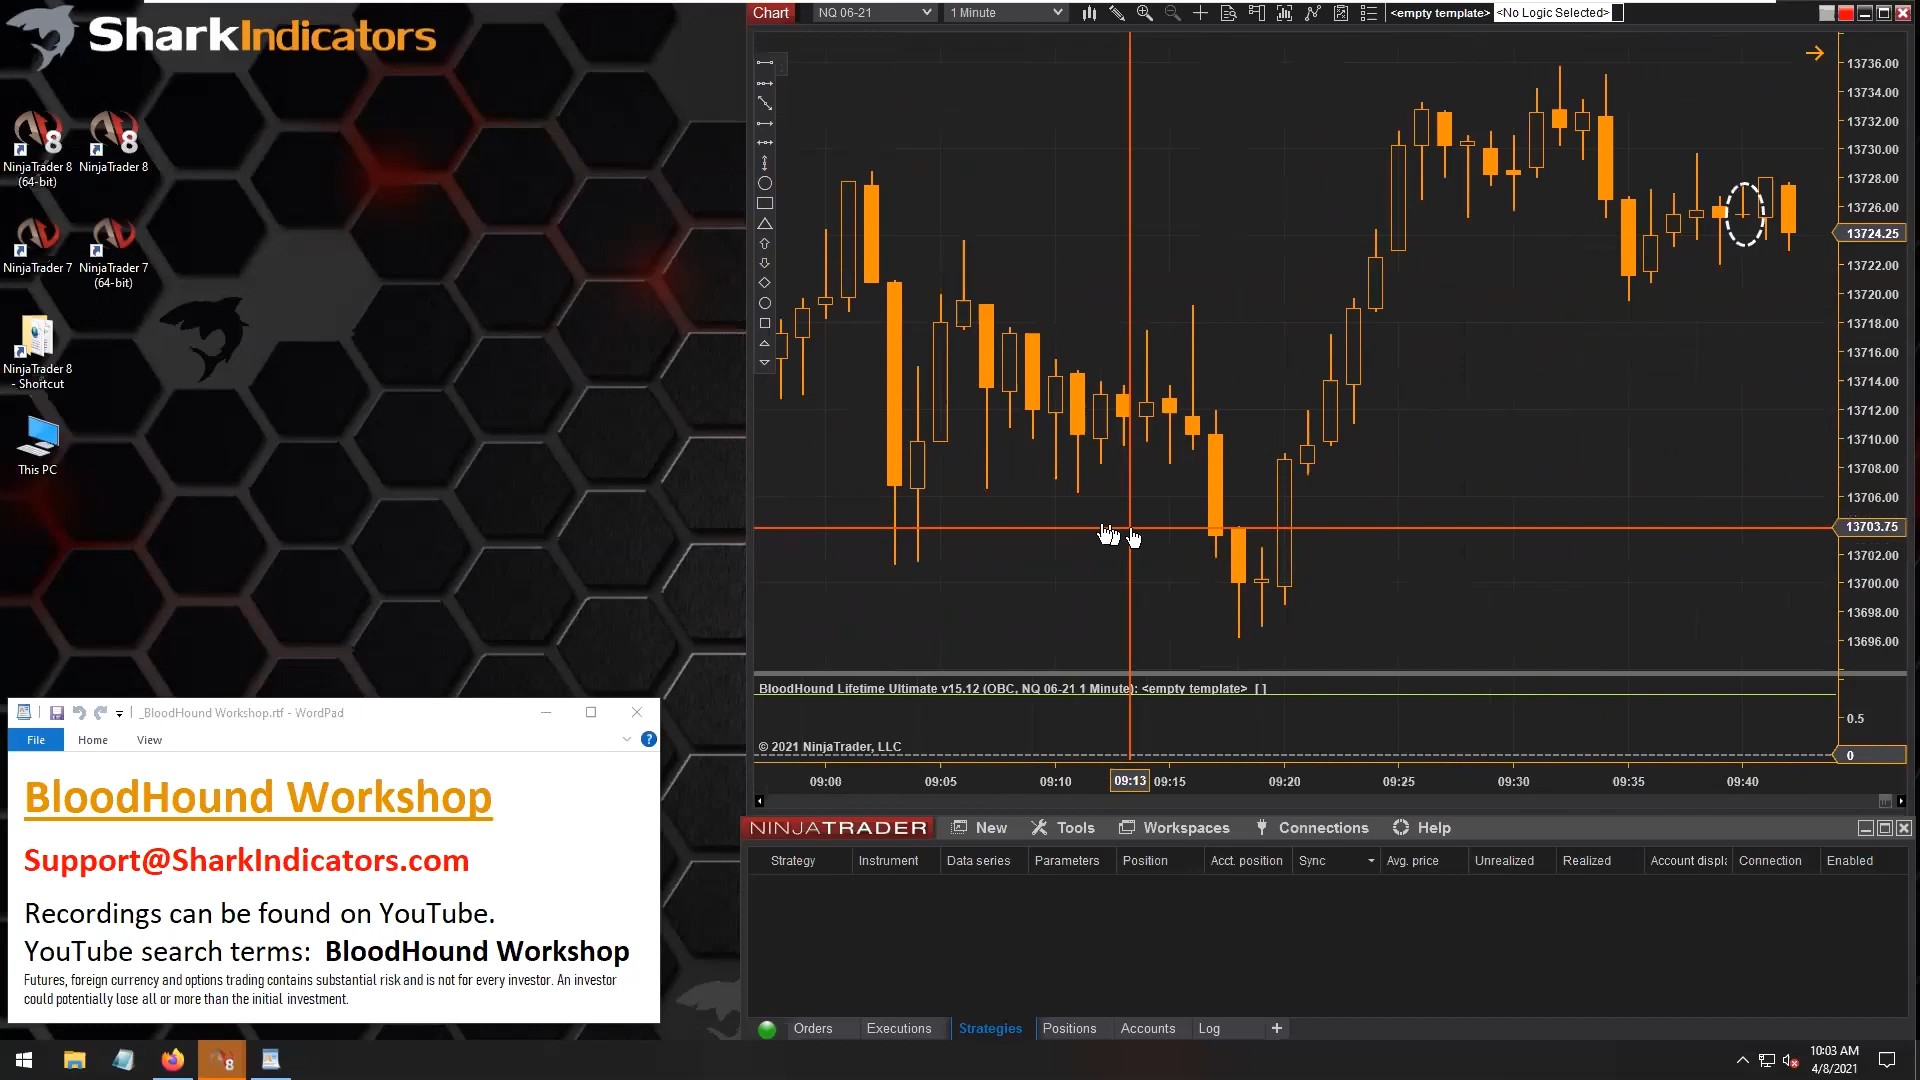 SharkIndicators
NinjaTrader 8
(64-bit)
NinjaTrader 8
NinjaTrader 7
NinjaTrader 7
(64-bit)
NinjaTrader 8
- Shortcut
This PC
_BloodHound Workshop.rtf - WordPad
File
Home
View
?
BloodHound Workshop
Support@SharkIndicators.com
Recordings can be found on YouTube.
YouTube search terms: BloodHound Workshop
Futures, foreign currency and options trading contains substantial risk and is not for every investor. An investor
could potentially lose all or more than the initial investment.
Chart
NQ 06-21
1 Minute
<empty template>
<No Logic Selected>
13736.00
13734.00
13732.00
13730.00
13728.00
13726.00
13724.25
13722.00
13720.00
13718.00
13716.00
13714.00
13712.00
13710.00
13708.00
13706.00
13703.75
13702.00
13700.00
13698.00
13696.00
BloodHound Lifetime Ultimate v15.12 (OBC, NQ 06-21 1 Minute): <empty template> [ ]
0.5
© 2021 NinjaTrader, LLC
0
09:00
09:05
09:10
09:13
09:15
09:20
09:25
09:30
09:35
09:40
NINJATRADER
New
Tools
Workspaces
Connections
Help
Strategy
Instrument
Data series
Parameters
Position
Acct. position
Sync
Avg. price
Unrealized
Realized
Account displa
Connection
Enabled
Orders
Executions
Strategies
Positions
Accounts
Log
+
8
10:03 AM
4/8/2021